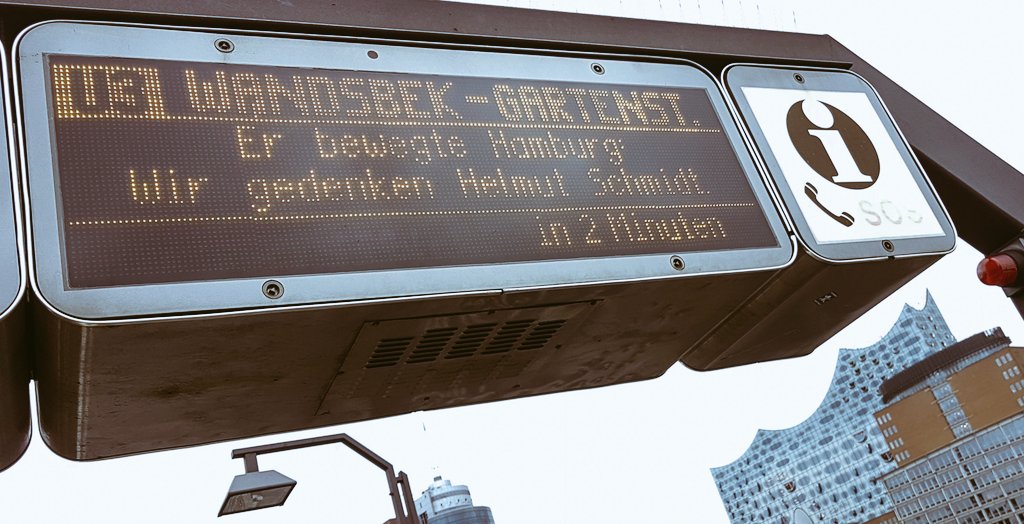 U3 WANDSBEK-GARTENST.
Er bewegte Hamburg
Wir gedenken Helmut Schmidt
in 2 Minuten
i
SOS